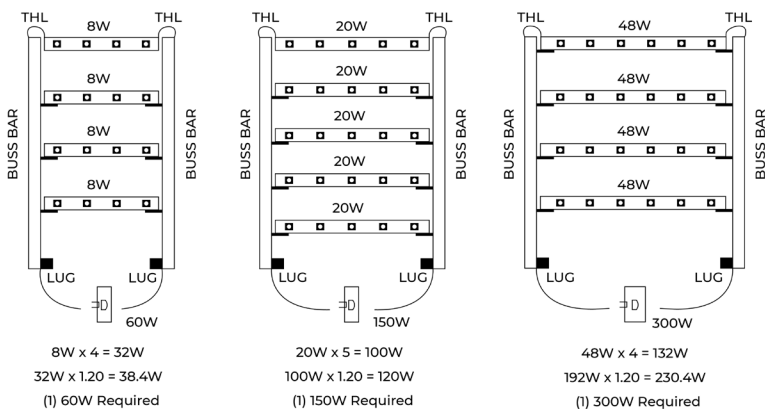 THL THL
8W
8W
8W
8W
BUSS BAR
BUSS BAR
LUG LUG
60W
8W x 4 = 32W
32W x 1.20 = 38.4W
(1) 60W Required
THL THL
20W
20W
20W
20W
20W
BUSS BAR
BUSS BAR
LUG LUG
150W
20W x 5 = 100W
100W x 1.20 = 120W
(1) 150W Required
THL THL
48W
48W
48W
48W
BUSS BAR
BUSS BAR
LUG LUG
300W
48W x 4 = 132W
192W x 1.20 = 230.4W
(1) 300W Required